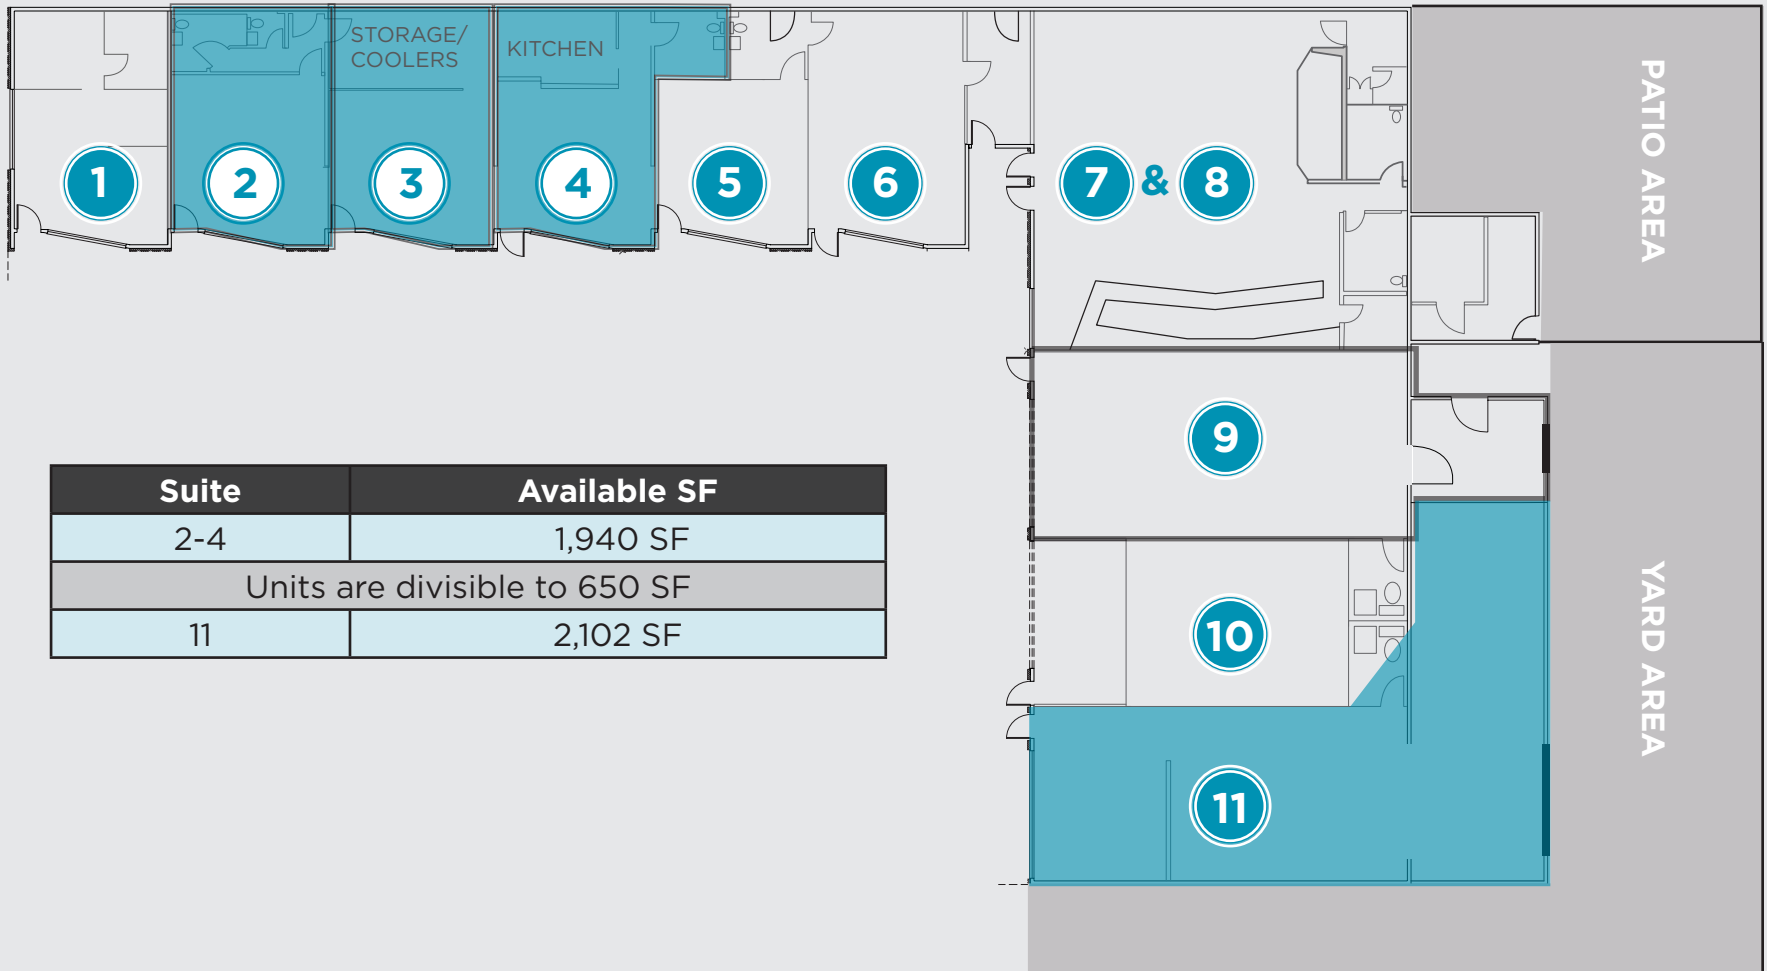 STORAGE/
COOLERS
KITCHEN
1
2
3
4
5
6
7 & 8
PATIO AREA
9
10
11
YARD AREA
Suite Available SF
2-4 1,940 SF
Units are divisible to 650 SF
11 2,102 SF